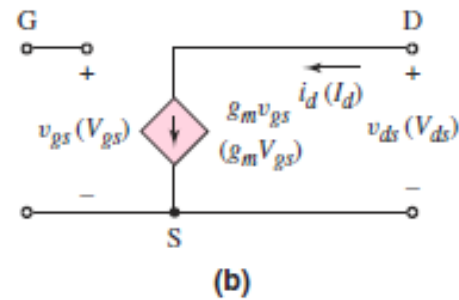 G D
+ +
i_d (I_d)
g_m v_gs
v_gs (V_gs) v_ds (V_ds)
(g_m V_gs)
– –
S
(b)